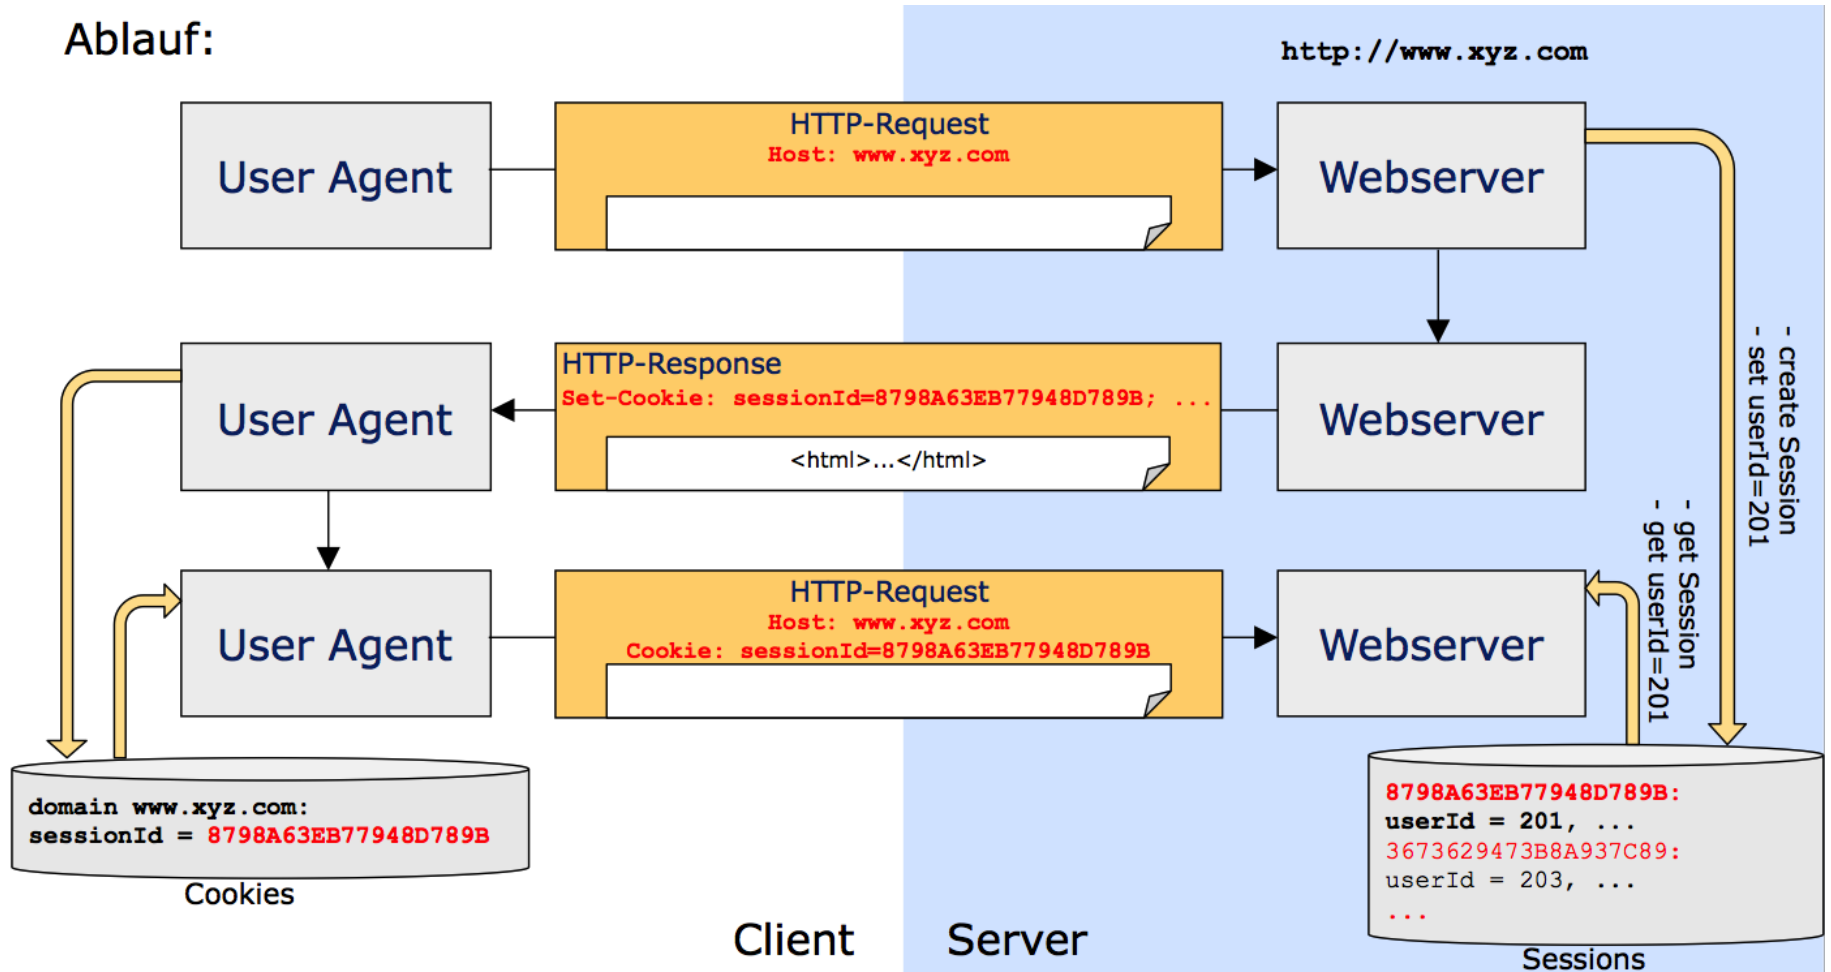 Ablauf:
http://www.xyz.com
User Agent
HTTP-Request
Host: www.xyz.com
Webserver
- create Session
- set userId=201
User Agent
HTTP-Response
Set-Cookie: sessionId=8798A63EB77948D789B; ...
<html>...</html>
Webserver
- get Session
- get userId=201
User Agent
HTTP-Request
Host: www.xyz.com
Cookie: sessionId=8798A63EB77948D789B
Webserver
domain www.xyz.com:
sessionId = 8798A63EB77948D789B
Cookies
8798A63EB77948D789B:
userId = 201, ...
3673629473B8A937C89:
userId = 203, ...
...
Sessions
Client
Server